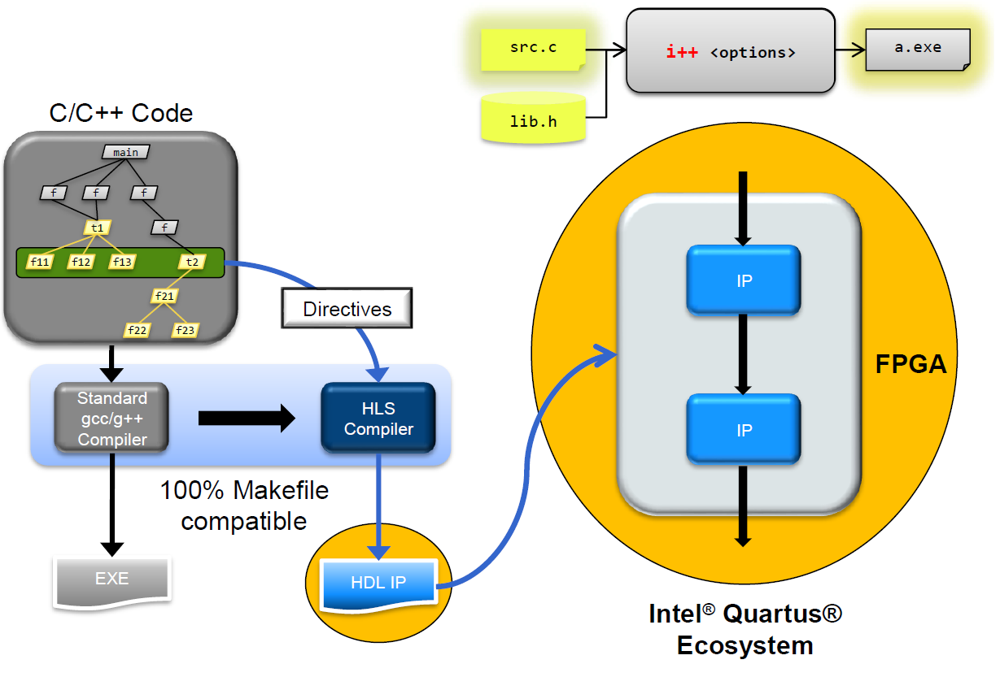 src.c
i++ <options>
a.exe
lib.h
C/C++ Code
main
f f f
t1 f
f11 f12 f13 t2
f21
f22 f23
Directives
Standard
gcc/g++
Compiler
HLS
Compiler
100% Makefile
compatible
EXE
HDL IP
IP
IP
FPGA
Intel® Quartus®
Ecosystem